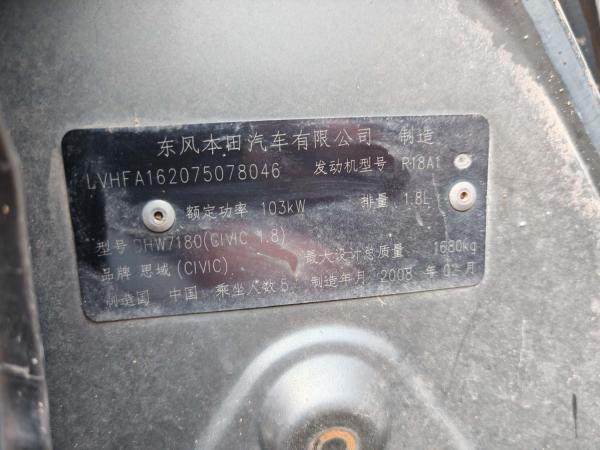 东风本田汽车有限公司 制造
LVHFA162075078046 发动机型号 R18A1
额定功率 103kW 排量 1.8L
型号 DHW7180(CIVIC 1.8)
品牌 思域(CIVIC) 最大设计总质量 1680kg
制造国 中国 乘坐人数 5 制造年月 2008 年 02 月